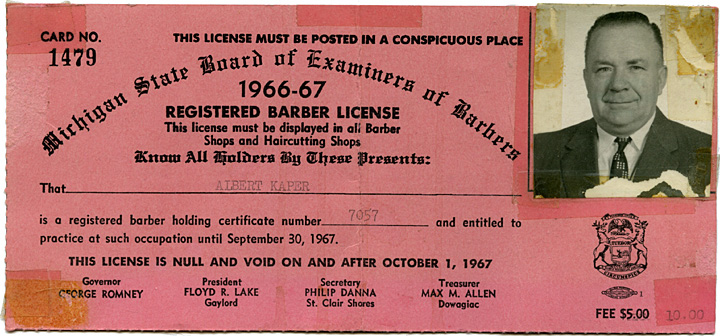 CARD NO.
1479
THIS LICENSE MUST BE POSTED IN A CONSPICUOUS PLACE
Michigan State Board of Examiners of Barbers
1966-67
REGISTERED BARBER LICENSE
This license must be displayed in all Barber
Shops and Haircutting Shops
Know All Holders By These Presents:
That ALBERT KAPER
is a registered barber holding certificate number 7057 and entitled to
practice at such occupation until September 30, 1967.
THIS LICENSE IS NULL AND VOID ON AND AFTER OCTOBER 1, 1967
Governor
GEORGE ROMNEY
President
FLOYD R. LAKE
Gaylord
Secretary
PHILIP DANNA
St. Clair Shores
Treasurer
MAX M. ALLEN
Dowagiac
FEE $5.00 10.00